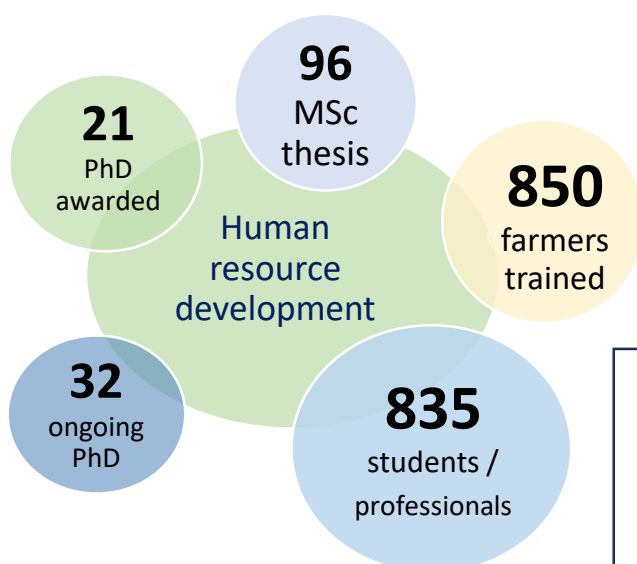 96
MSc
thesis
21
PhD
awarded
850
farmers
trained
Human
resource
development
32
ongoing
PhD
835
students /
professionals